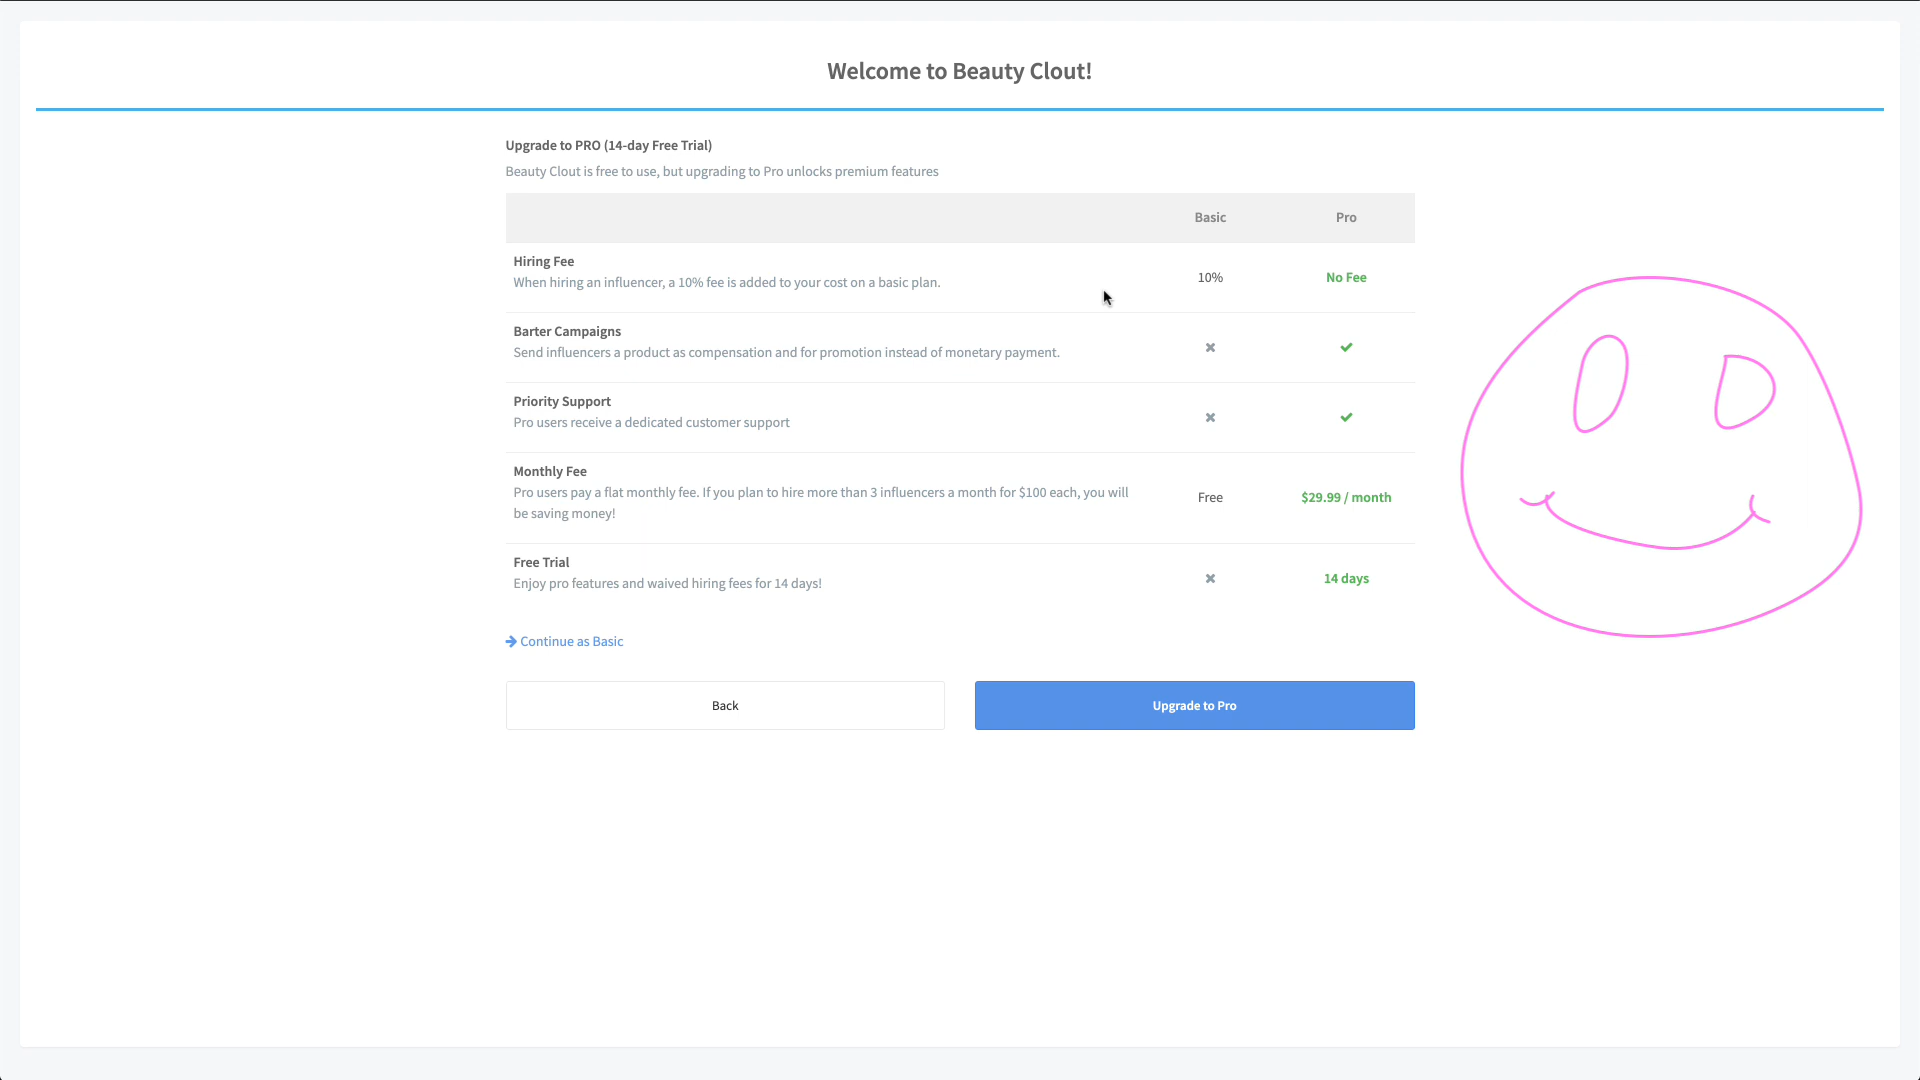 Welcome to Beauty Clout!
Upgrade to PRO (14-day Free Trial)
Beauty Clout is free to use, but upgrading to Pro unlocks premium features
Basic Pro
Hiring Fee
When hiring an influencer, a 10% fee is added to your cost on a basic plan.
10% No Fee
Barter Campaigns
Send influencers a product as compensation and for promotion instead of monetary payment.
Priority Support
Pro users receive a dedicated customer support
Monthly Fee
Pro users pay a flat monthly fee. If you plan to hire more than 3 influencers a month for $100 each, you will
be saving money!
Free $29.99 / month
Free Trial
Enjoy pro features and waived hiring fees for 14 days!
14 days
Continue as Basic
Back Upgrade to Pro